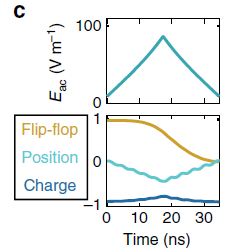 c
100
E_ac (V m⁻¹)
0
Flip-flop
Position
Charge
1
0
−1
0 10 20 30
Time (ns)